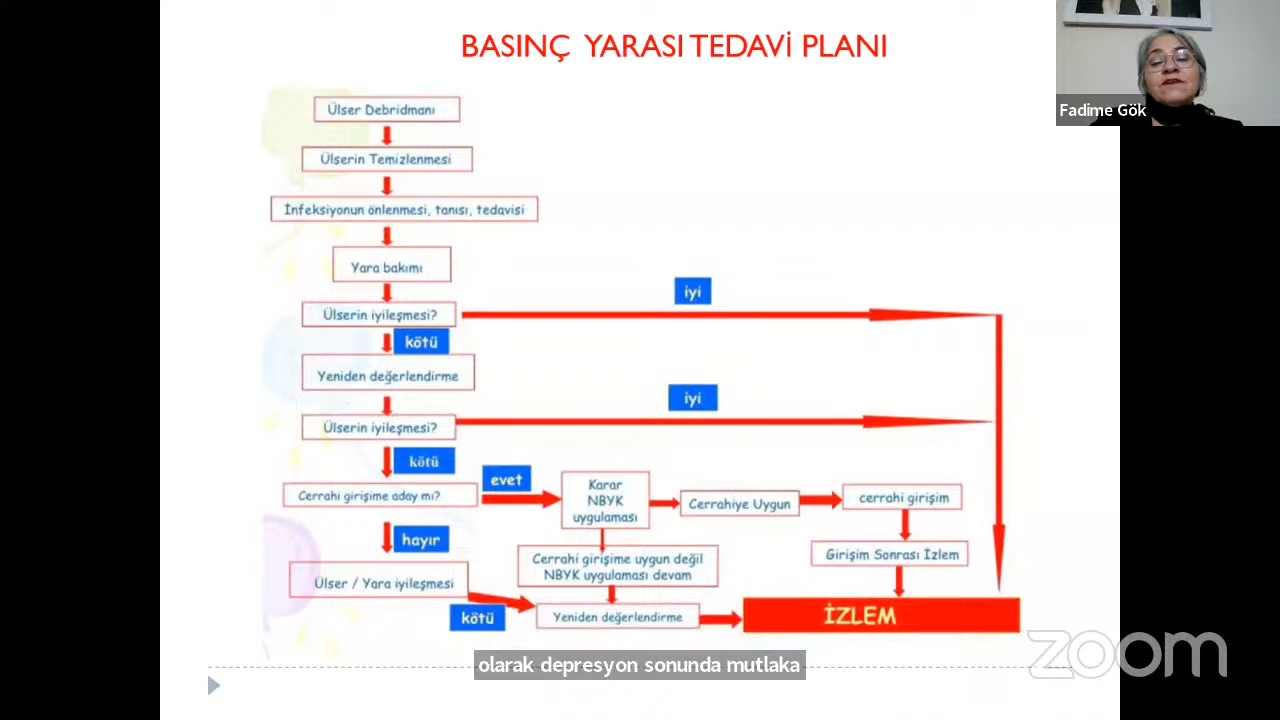 BASINÇ YARASI TEDAVİ PLANI
Fadime Gök
Ülser Debridmanı
Ülserin Temizlenmesi
İnfeksiyonun önlenmesi, tanısı, tedavisi
Yara bakımı
iyi
Ülserin iyileşmesi?
kötü
Yeniden değerlendirme
iyi
Ülserin iyileşmesi?
kötü
Cerrahi girişime aday mı?
evet
Karar
NBYK
uygulaması
Cerrahiye Uygun
cerrahi girişim
hayır
Cerrahi girişime uygun değil
NBYK uygulaması devam
Girişim Sonrası İzlem
Ülser / Yara iyileşmesi
kötü
Yeniden değerlendirme
İZLEM
zoom
olarak depresyon sonunda mutlaka